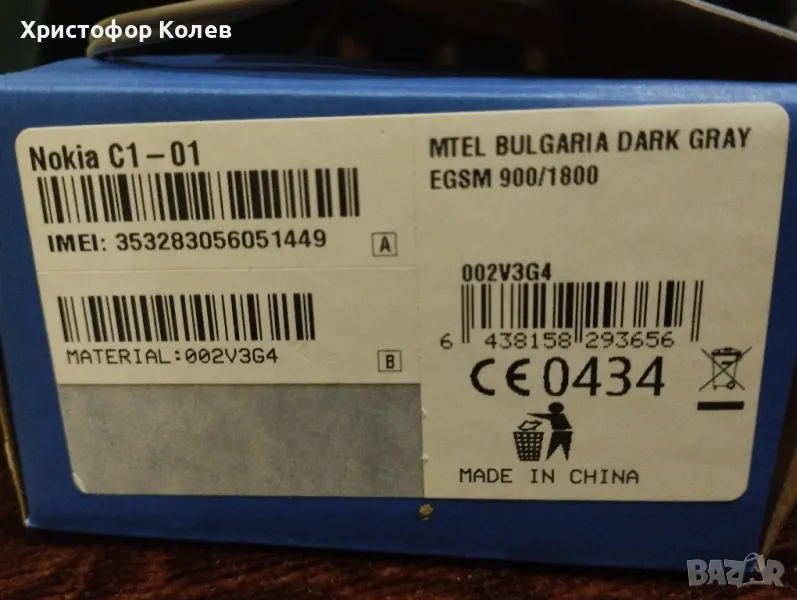 Христофор Колев
Nokia C1-01
IMEI: 353283056051449
A
MATERIAL:002V3G4
B
MTEL BULGARIA DARK GRAY
EGSM 900/1800
002V3G4
6 438158 293656
CE0434
MADE IN CHINA
BAZAR